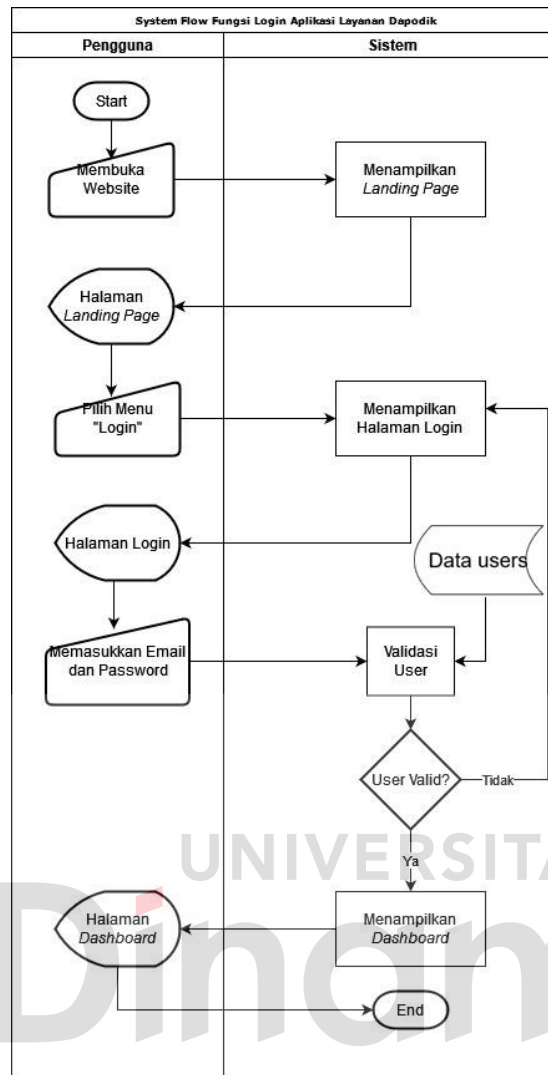 System Flow Fungsi Login Aplikasi Layanan Dapodik
Pengguna
Sistem
Start
Membuka
Website
Menampilkan
Landing Page
Halaman
Landing Page
Pilih Menu
"Login"
Menampilkan
Halaman Login
Halaman Login
Data users
Memasukkan Email
dan Password
Validasi
User
User Valid?
Tidak
Ya
UNIVERSITA
Dinam
Halaman
Dashboard
Menampilkan
Dashboard
End